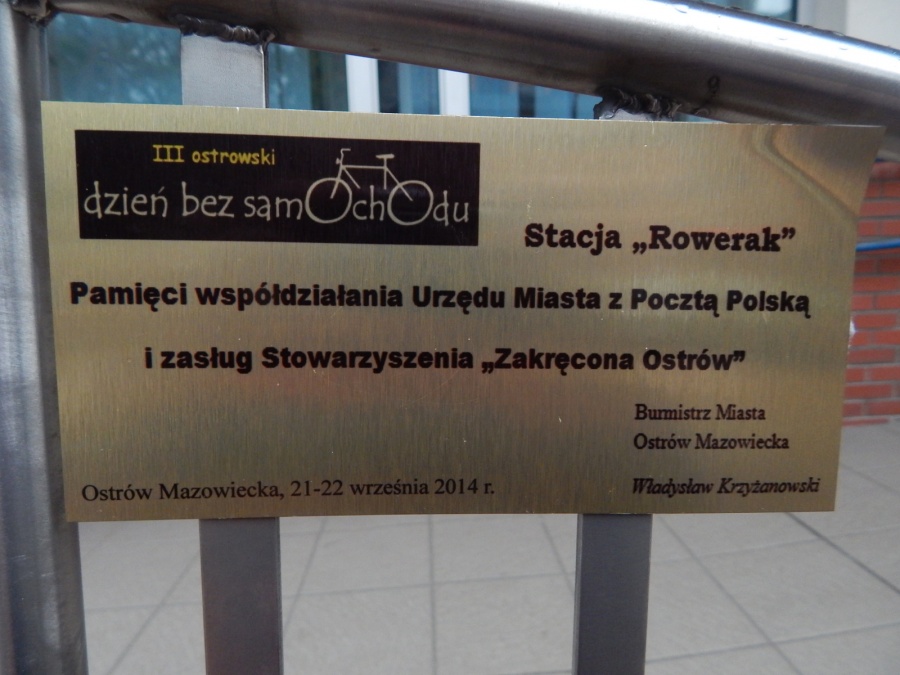 III ostrowski
dzień bez samOchOdu
Stacja „Rowerak”
Pamięci współdziałania Urzędu Miasta z Pocztą Polską
i zasług Stowarzyszenia „Zakręcona Ostrów”
Burmistrz Miasta
Ostrów Mazowiecka
Ostrów Mazowiecka, 21-22 września 2014 r.
Władysław Krzyżanowski